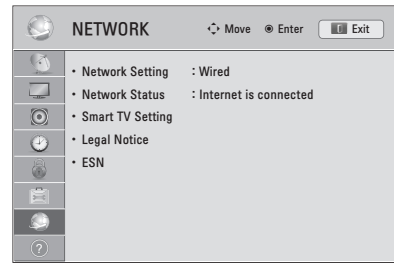 NETWORK Move Enter Exit
• Network Setting : Wired
• Network Status : Internet is connected
• Smart TV Setting
• Legal Notice
• ESN
?